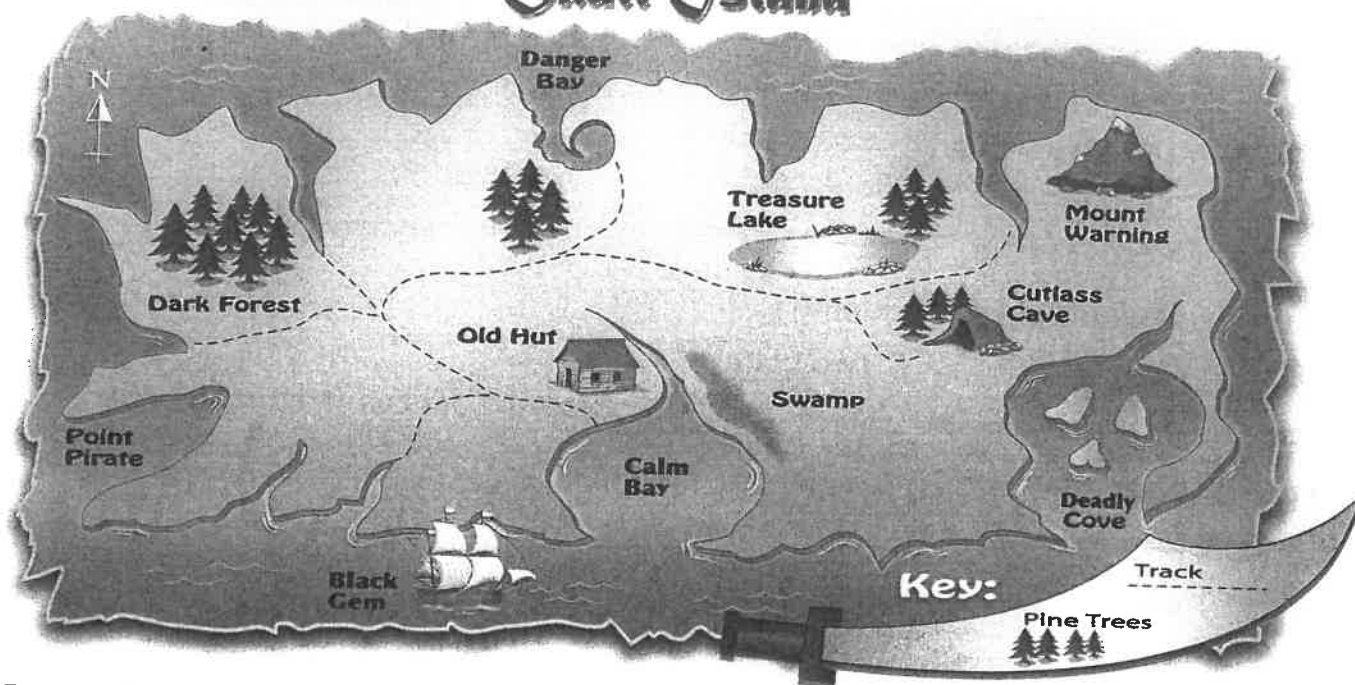 Island
Danger
Bay
N
Treasure
Lake
Mount
Warning
Dark Forest
Cutlass
Cave
Old Hut
Swamp
Point
Pirate
Calm
Bay
Deadly
Cove
Black
Gem
Key:
Track
Pine Trees